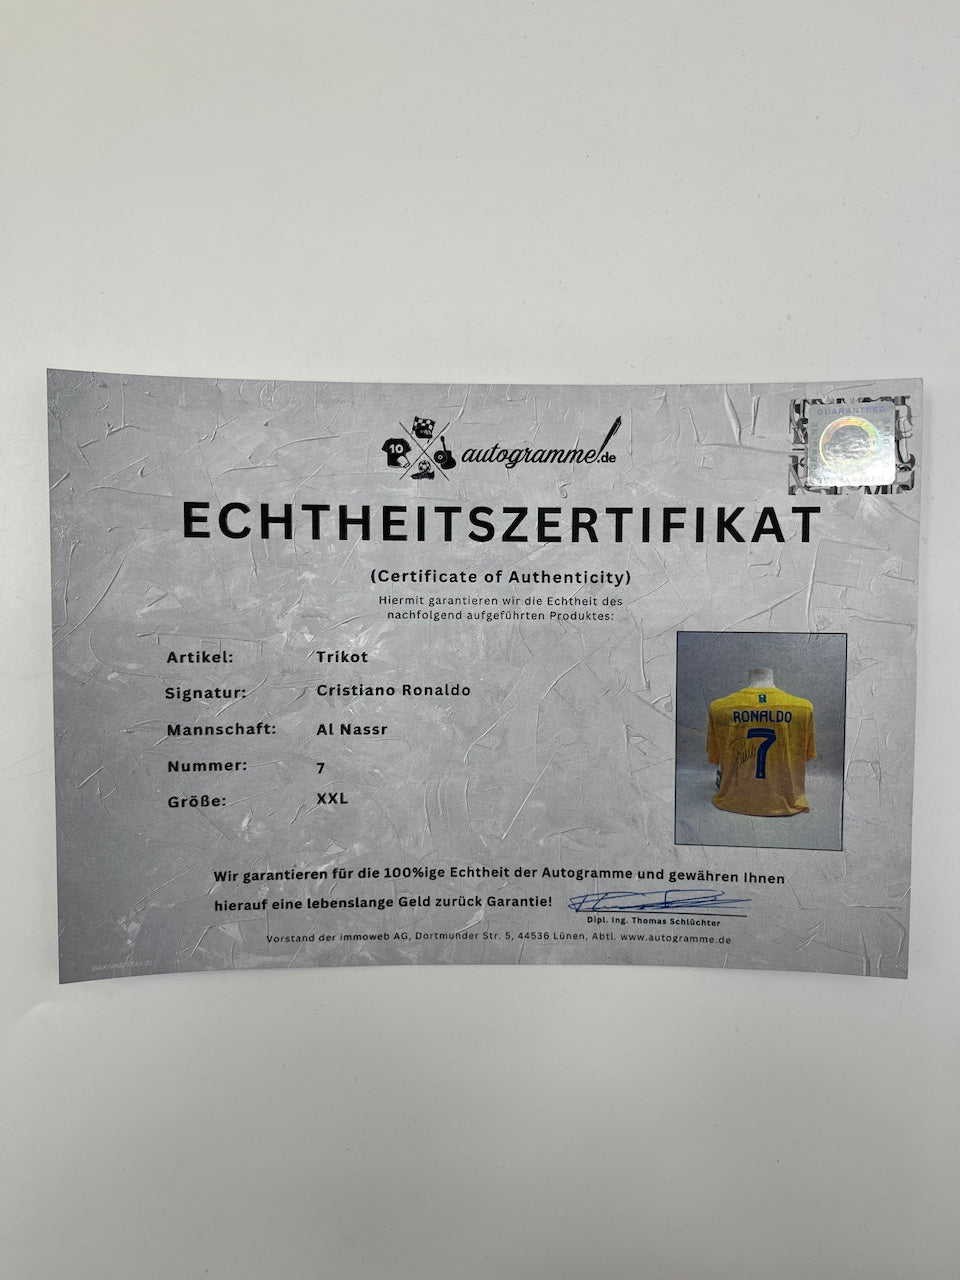 10
autogramme.de
GUARANTEED
ECHTHEITSZERTIFIKAT
(Certificate of Authenticity)
Hiermit garantieren wir die Echtheit des
nachfolgend aufgeführten Produktes:
Artikel: Trikot
Signatur: Cristiano Ronaldo
Mannschaft: Al Nassr
Nummer: 7
Größe: XXL
RONALDO
7
Wir garantieren für die 100%ige Echtheit der Autogramme und gewähren Ihnen
hierauf eine lebenslange Geld zurück Garantie!
Dipl. Ing. Thomas Schlüchter
Vorstand der immoweb AG, Dortmunder Str. 5, 44536 Lünen, Abtl. www.autogramme.de